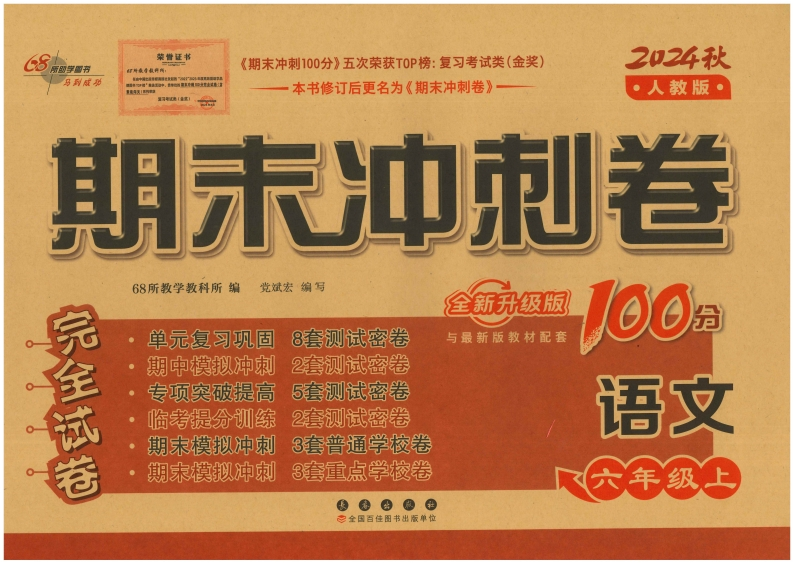 68所助学图书
马到成功
荣誉证书
《期末冲刺100分》五次荣获TOP榜:复习考试类(金奖)
本书修订后更名为《期末冲刺卷》
2024秋
·人教版·
期末冲刺卷
68所教学教科所 编 党斌宏 编写
全新升级版
与最新版教材配套
100分
完全试卷
· 单元复习巩固 8套测试密卷
· 期中模拟冲刺 2套测试密卷
· 专项突破提高 5套测试密卷
· 临考提分训练 2套测试密卷
· 期末模拟冲刺 3套普通学校卷
· 期末模拟冲刺 3套重点学校卷
语文
六年级上
长春出版社
全国百佳图书出版单位